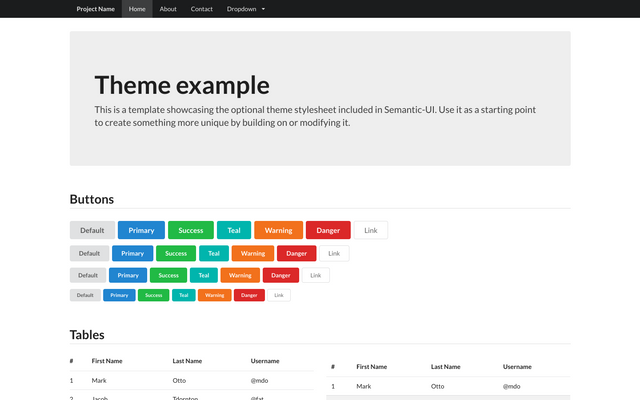 Project Name Home About Contact Dropdown
Theme example
This is a template showcasing the optional theme stylesheet included in Semantic-UI. Use it as a starting point
to create something more unique by building on or modifying it.
Buttons
Default Primary Success Teal Warning Danger Link
Default Primary Success Teal Warning Danger Link
Default Primary Success Teal Warning Danger Link
Default Primary Success Teal Warning Danger Link
Tables
# First Name Last Name Username
1 Mark Otto @mdo
2 Jacob Tdornton @fat
# First Name Last Name Username
1 Mark Otto @mdo